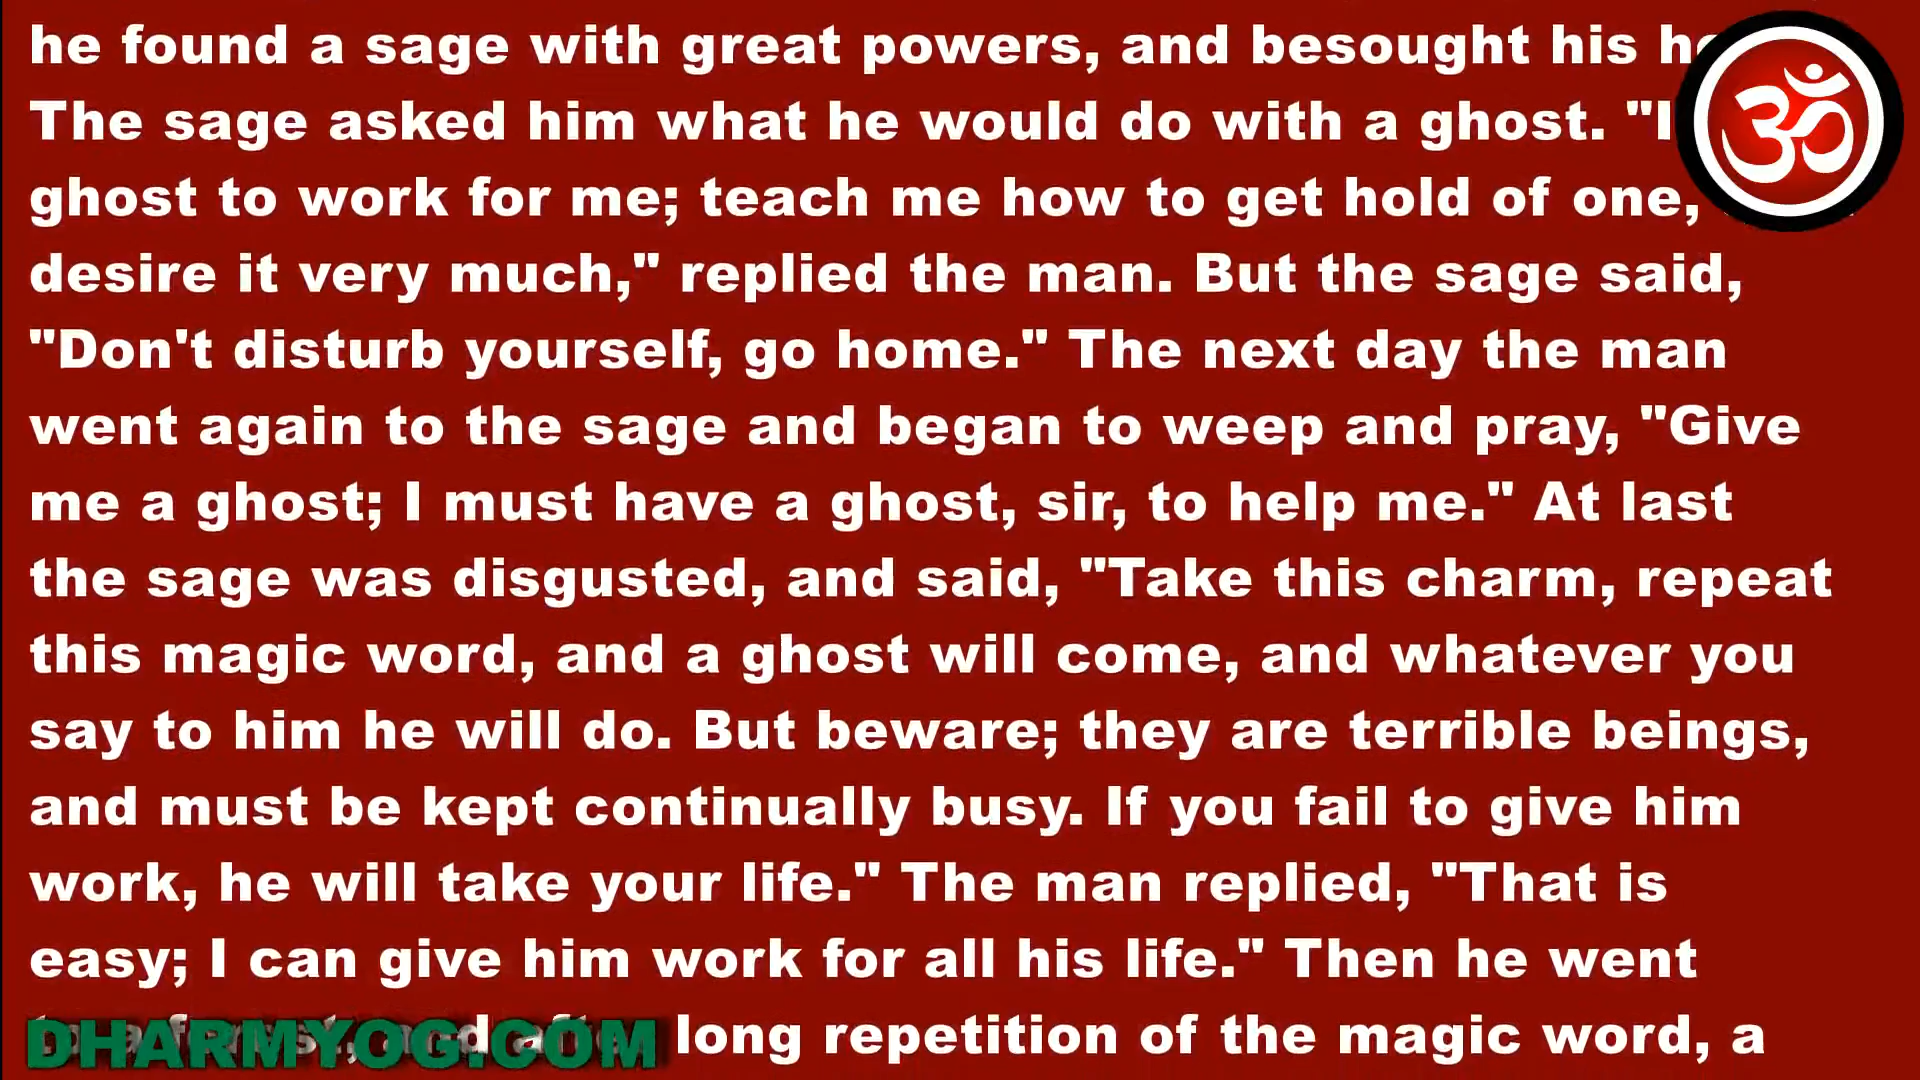 he found a sage with great powers, and besought his
The sage asked him what he would do with a ghost. "I
ghost to work for me; teach me how to get hold of one,
desire it very much," replied the man. But the sage said,
"Don't disturb yourself, go home." The next day the man
went again to the sage and began to weep and pray, "Give
me a ghost; I must have a ghost, sir, to help me." At last
the sage was disgusted, and said, "Take this charm, repeat
this magic word, and a ghost will come, and whatever you
say to him he will do. But beware; they are terrible beings,
and must be kept continually busy. If you fail to give him
work, he will take your life." The man replied, "That is
easy; I can give him work for all his life." Then he went
long repetition of the magic word, a
DHARMYOG.COM
ॐ